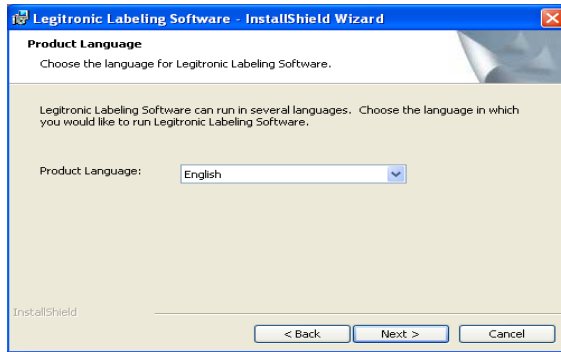 Legitronic Labeling Software - InstallShield Wizard
Product Language
Choose the language for Legitronic Labeling Software.
Legitronic Labeling Software can run in several languages.  Choose the language in which
you would like to run Legitronic Labeling Software.
Product Language:
English
InstallShield
< Back
Next >
Cancel